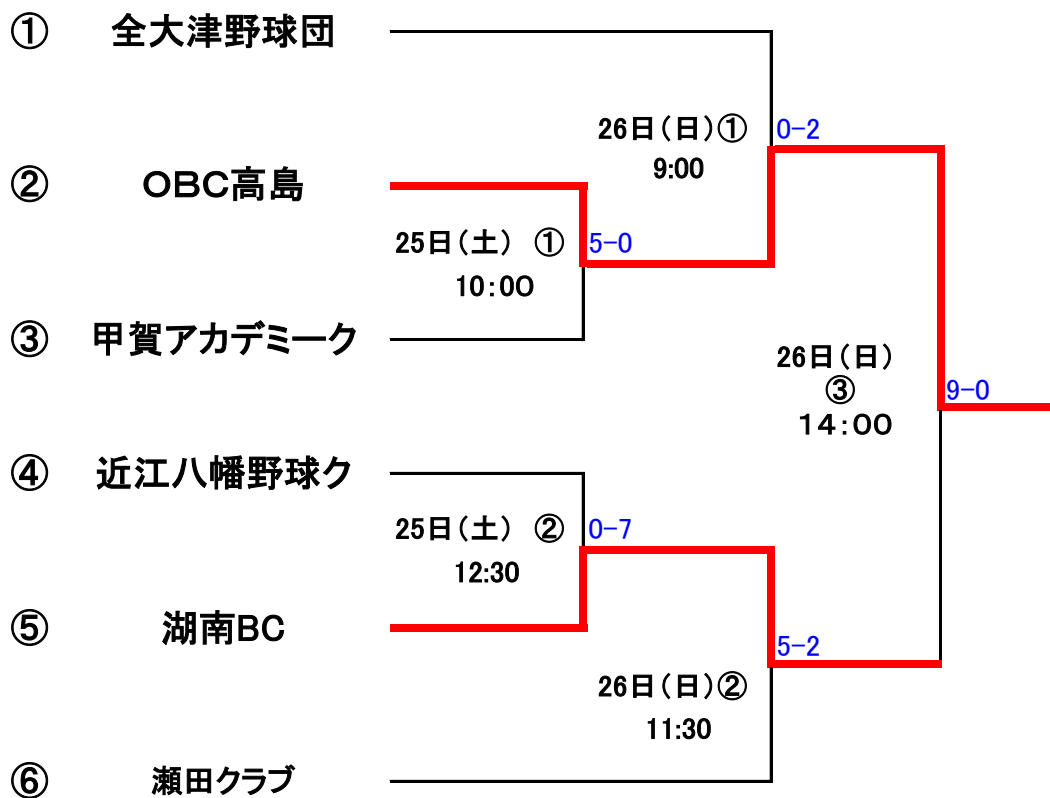 ① 全大津野球団
26日(日)① 0-2
9:00
② OBC高島
25日(土) ① 5-0
10:00
③ 甲賀アカデミーク
26日(日)
③ 9-0
14:00
④ 近江八幡野球ク
25日(土) ② 0-7
12:30
⑤ 湖南BC
5-2
26日(日)②
11:30
⑥ 瀬田クラブ